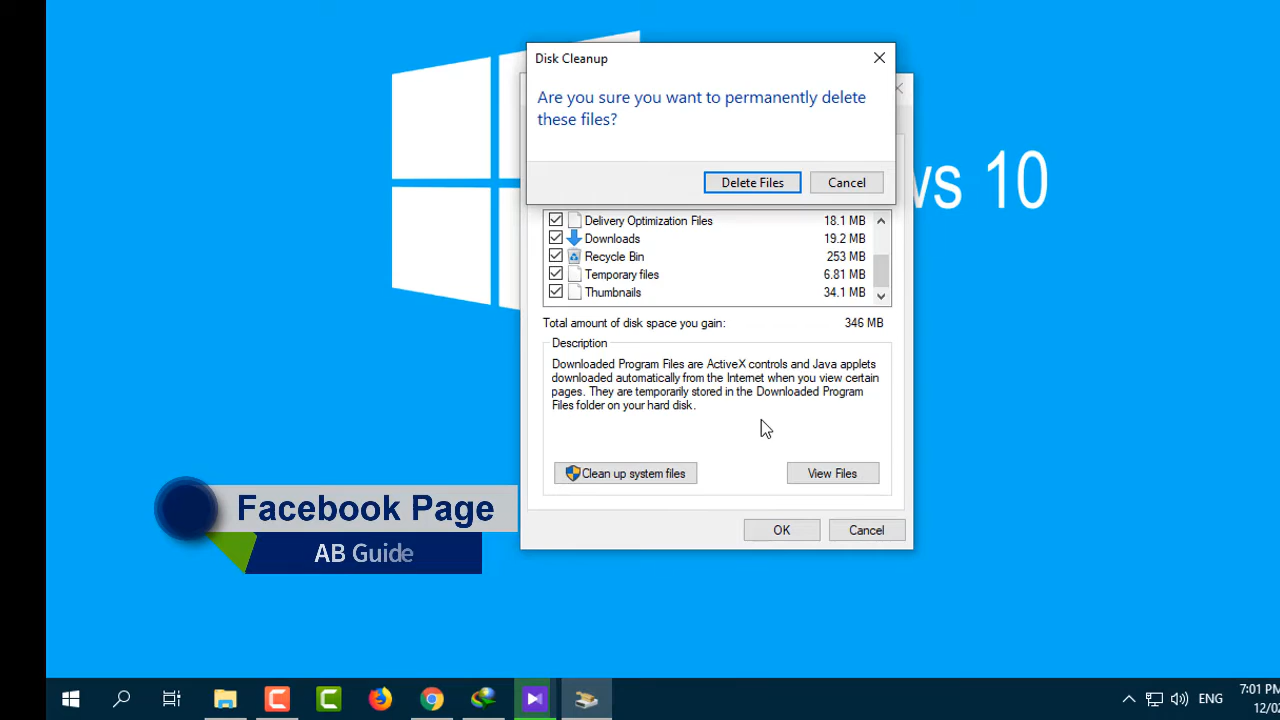 Disk Cleanup
Are you sure you want to permanently delete
these files?
Delete Files
Cancel
ws 10
Delivery Optimization Files 18.1 MB
Downloads 19.2 MB
Recycle Bin 253 MB
Temporary files 6.81 MB
Thumbnails 34.1 MB
Total amount of disk space you gain: 346 MB
Description
Downloaded Program Files are ActiveX controls and Java applets
downloaded automatically from the Internet when you view certain
pages. They are temporarily stored in the Downloaded Program
Files folder on your hard disk.
Clean up system files
View Files
OK
Cancel
Facebook Page
AB Guide
ENG
7:01 PM
12/02